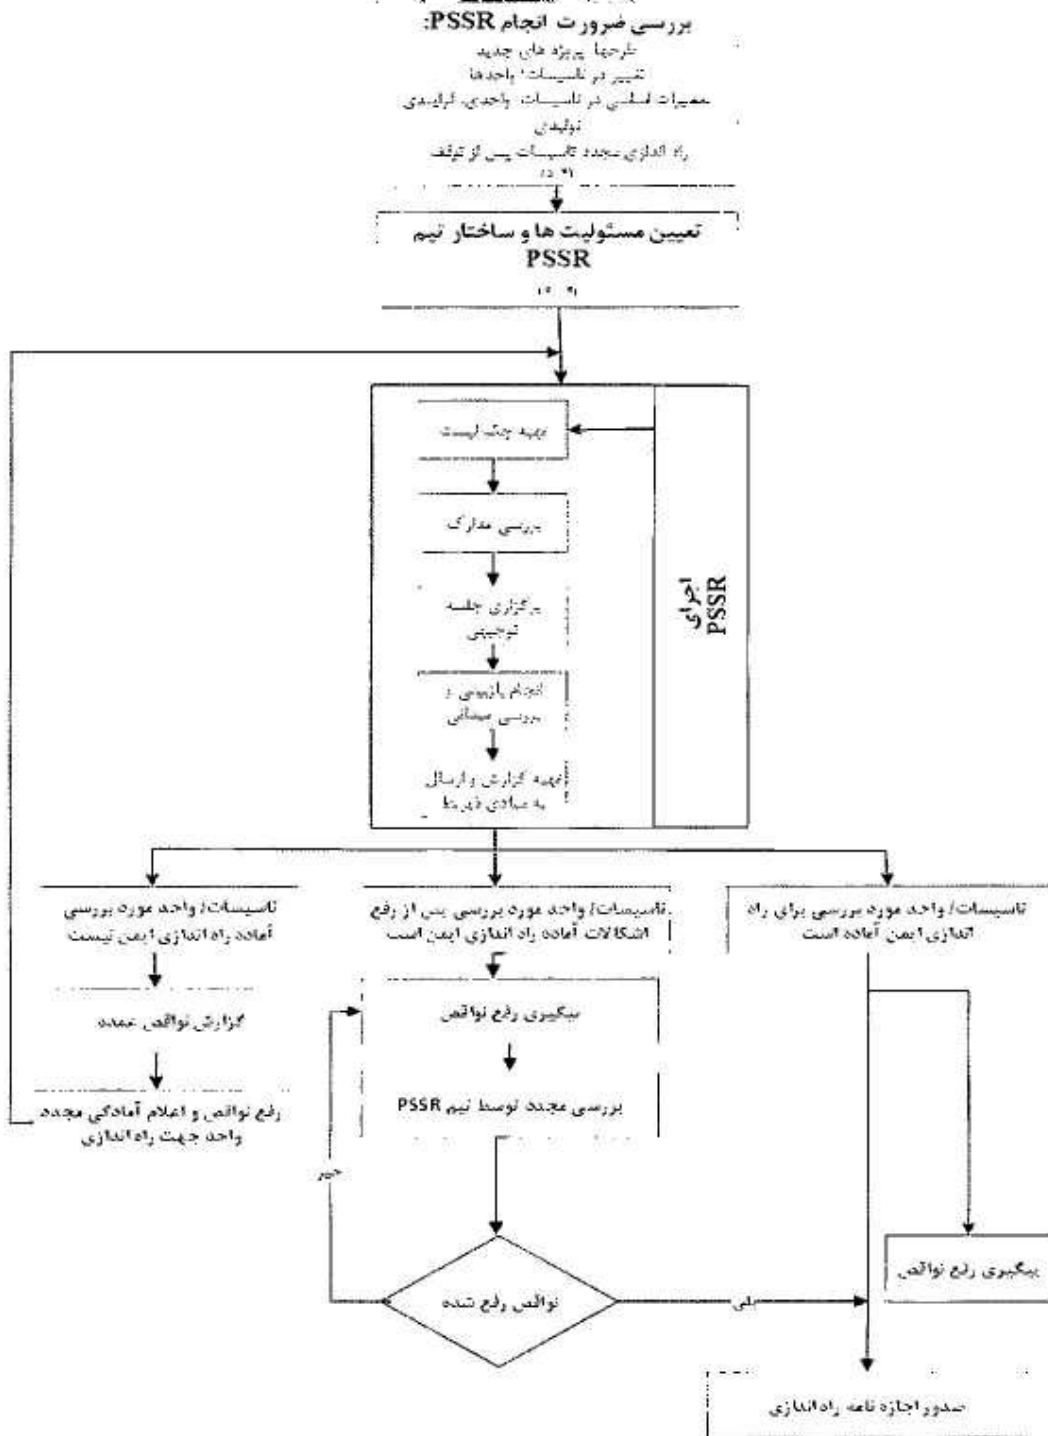 بررسی ضرورت انجام PSSR:
طرحها پروژه های جدید
تغییر در تاسیسات/ واحدها
تغییرات اساسی در تاسیسات واحدی، فرایندی
تولیدی
راه اندازی مجدد تاسیسات پس از توقف
تعیین مسئولیت ها و ساختار تیم
PSSR
تهیه چک لیست
بررسی مدارک
برگزاری جلسه
توجیهی
انجام بازبینی و
بررسی میدانی
تهیه گزارش و ارسال
به مبادی ذیربط
اجرای
PSSR
تاسیسات/ واحد مورد بررسی برای راه
اندازی ایمن آماده است
تاسیسات/ واحد مورد بررسی پس از رفع
اشکالات آماده راه اندازی ایمن است
تاسیسات/ واحد مورد بررسی
آماده راه اندازی ایمن نیست
پیگیری رفع نواقص
گزارش نواقص عمده
بررسی مجدد توسط تیم PSSR
رفع نواقص و اعلام آمادگی مجدد
واحد جهت راه اندازی
خیر
پیگیری رفع نواقص
نواقص رفع شده
بلی
صدور اجازه نامه راه اندازی